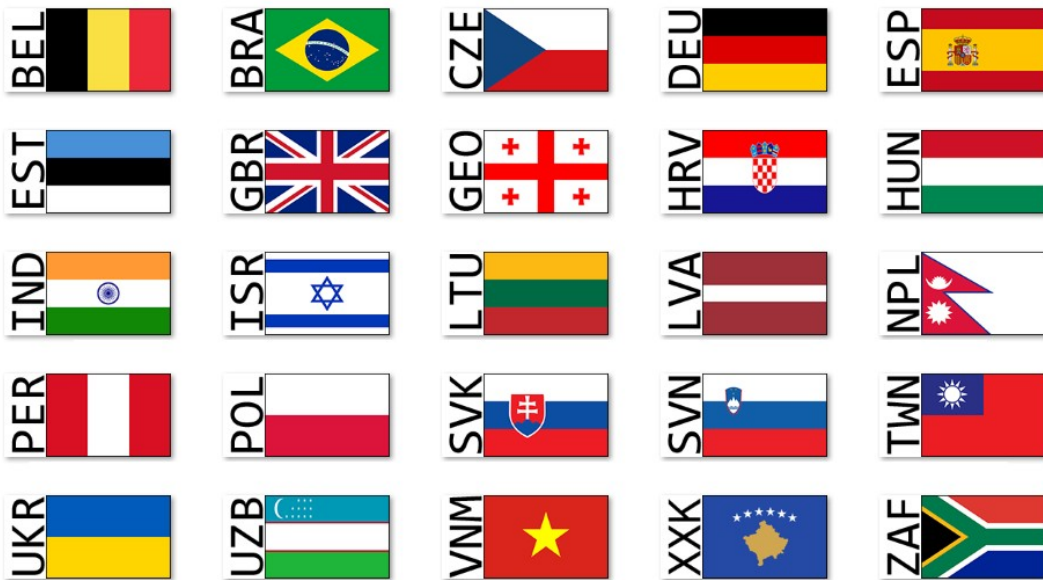 BEL
BRA
CZE
DEU
ESP
EST
GBR
GEO
HRV
HUN
IND
ISR
LTU
LVA
NPL
PER
POL
SVK
SVN
TWN
UKR
UZB
VNM
XXK
ZAF